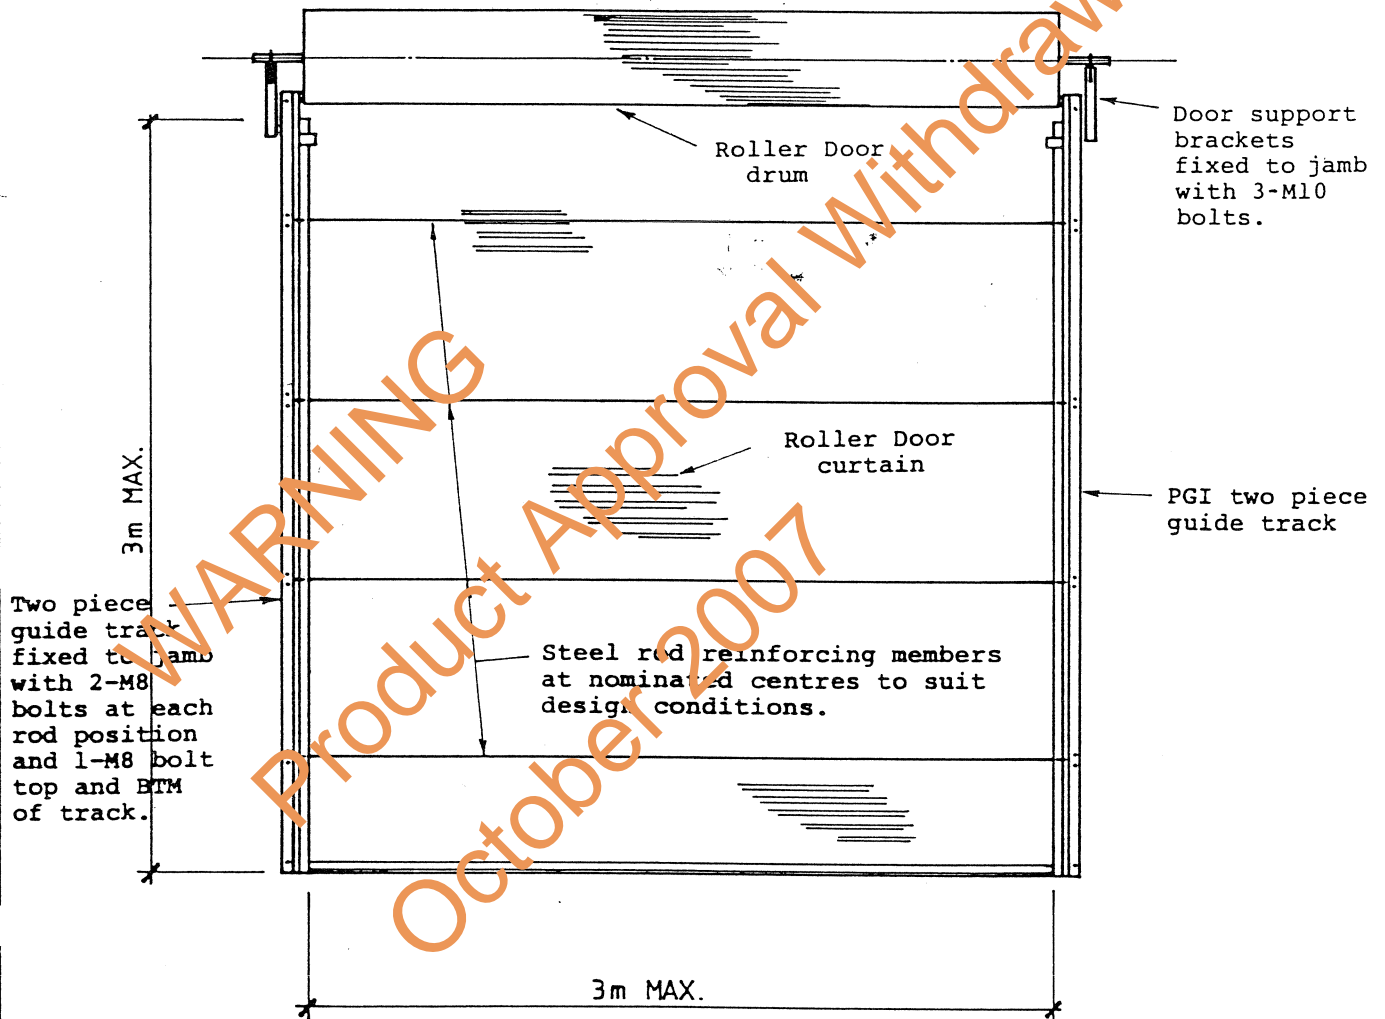 Roller Door
drum
Door support
brackets
fixed to jamb
with 3-M10
bolts.
3m MAX.
Roller Door
curtain
PGI two piece
guide track
Two piece
guide track
fixed to jamb
with 2-M8
bolts at each
rod position
and 1-M8 bolt
top and BTM
of track.
Steel rod reinforcing members
at nominated centres to suit
design conditions.
3m MAX.
WARNING
Product Approval Withdraw
October 2007